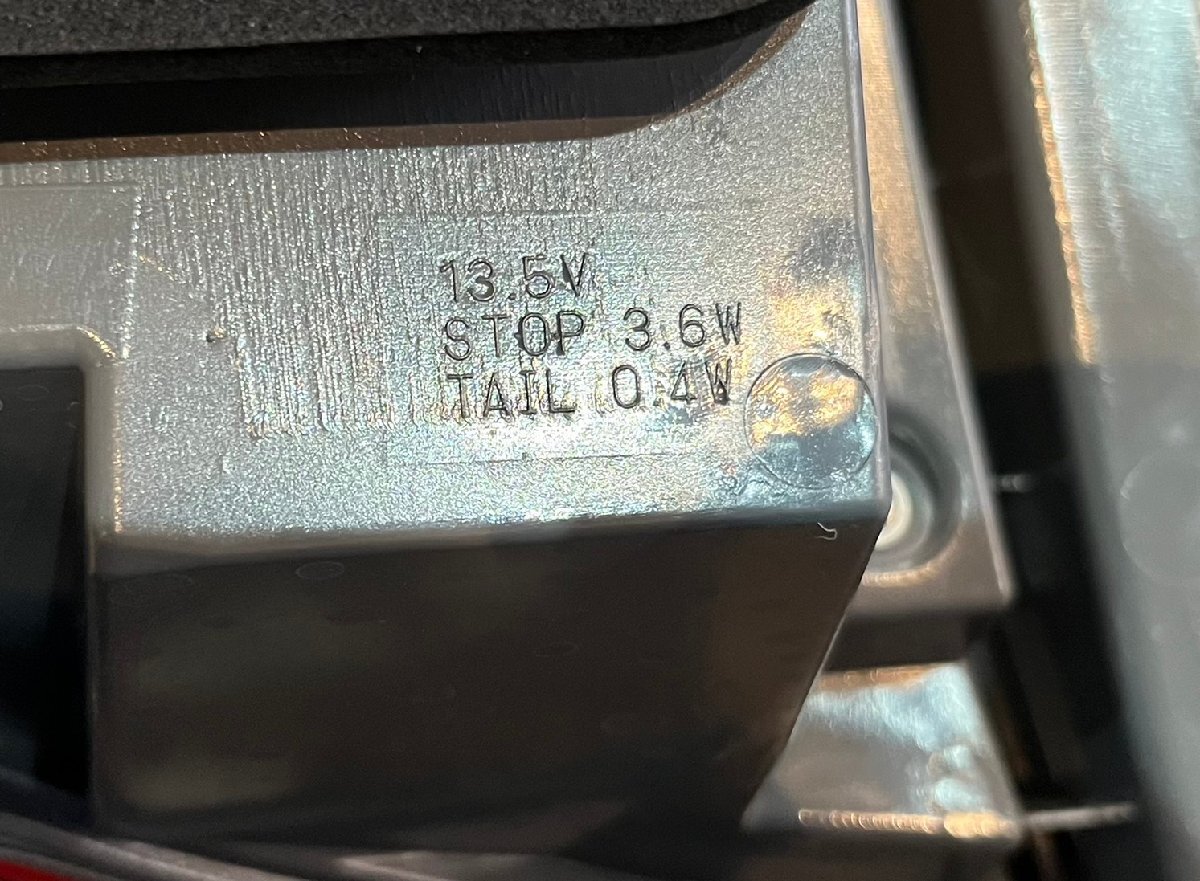 13.5V
STOP 3.6W
TAIL 0.4W